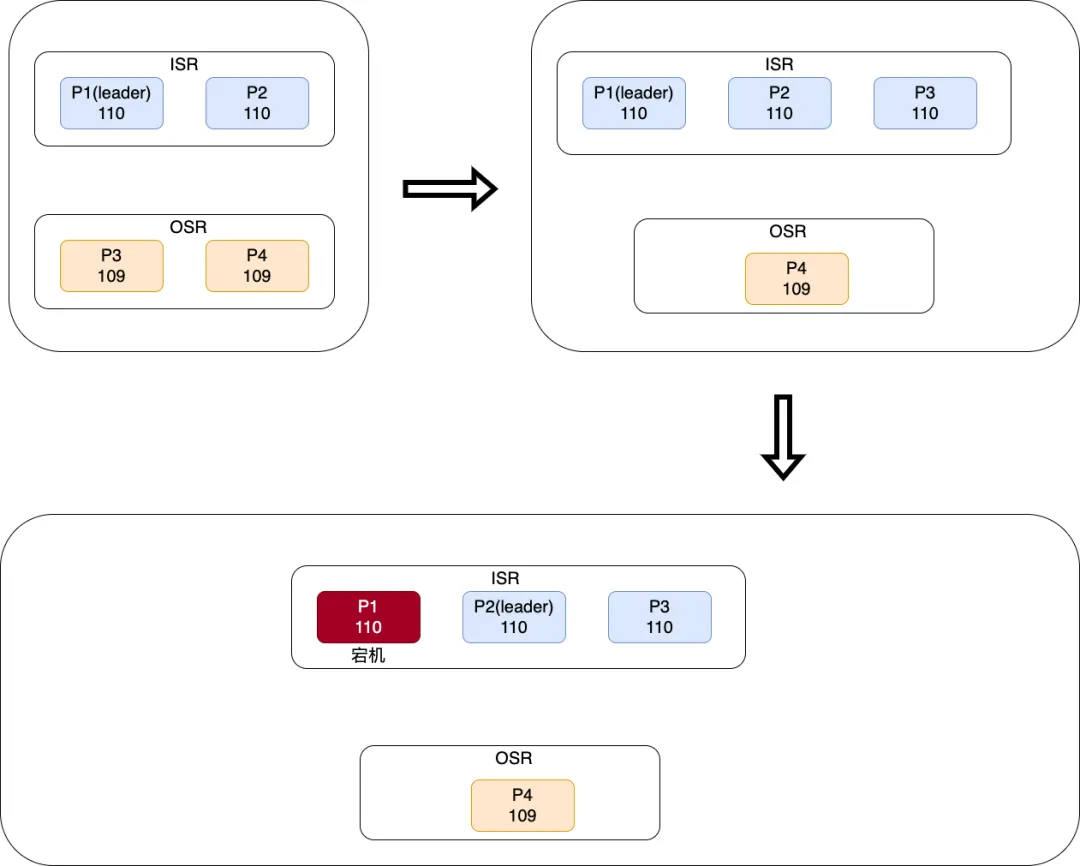 ISR
P1(leader)
110
P2
110
OSR
P3
109
P4
109
ISR
P1(leader)
110
P2
110
P3
110
OSR
P4
109
ISR
P1
110
宕机
P2(leader)
110
P3
110
OSR
P4
109